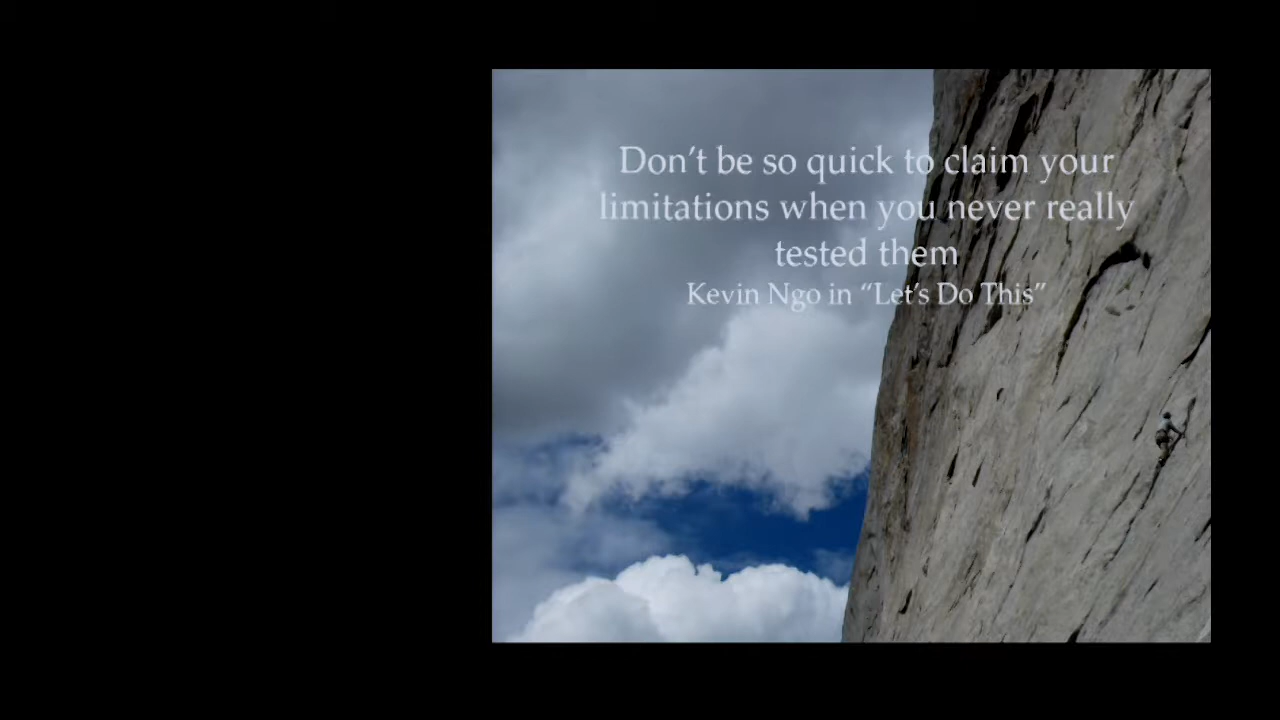 Don’t be so quick to claim your
limitations when you never really
tested them
Kevin Ngo in “Let’s Do This”